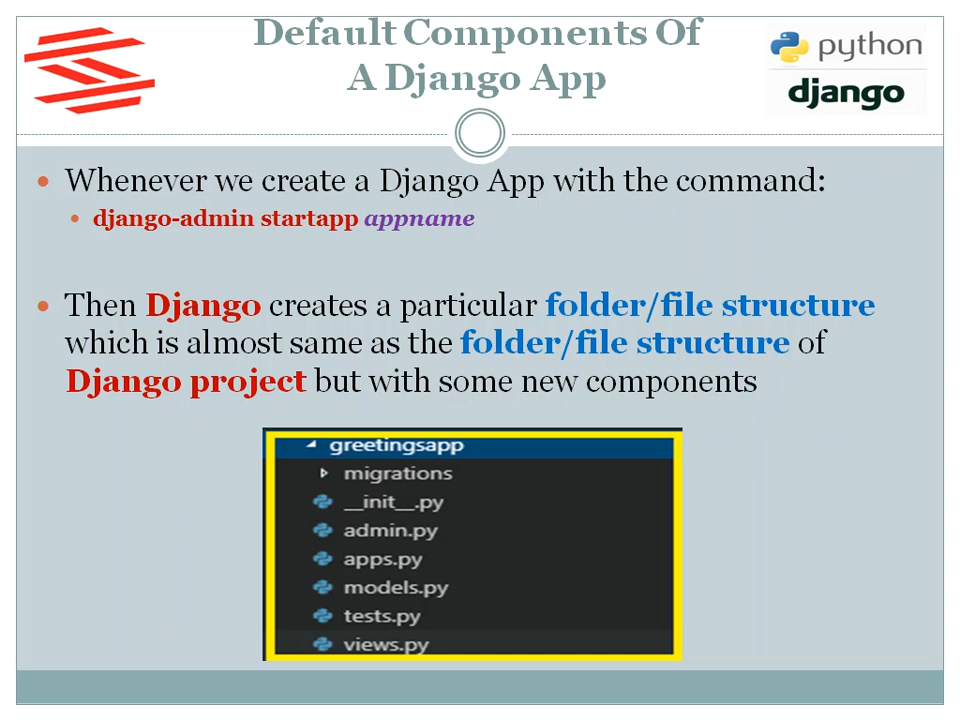 Default Components Of
A Django App
python
django
Whenever we create a Django App with the command:
django-admin startapp appname
Then Django creates a particular folder/file structure
which is almost same as the folder/file structure of
Django project but with some new components
greetingsapp
migrations
__init__.py
admin.py
apps.py
models.py
tests.py
views.py